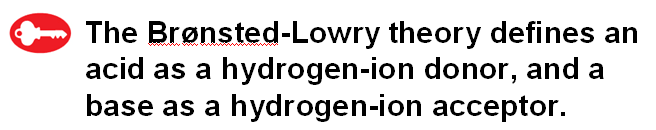 The Brønsted-Lowry theory defines an
acid as a hydrogen-ion donor, and a
base as a hydrogen-ion acceptor.